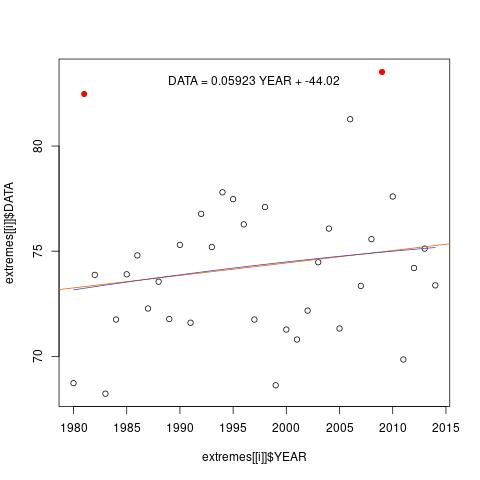 DATA = 0.05923 YEAR + -44.02
extremes[[i]]$DATA
80
75
70
1980 1985 1990 1995 2000 2005 2010 2015
extremes[[i]]$YEAR